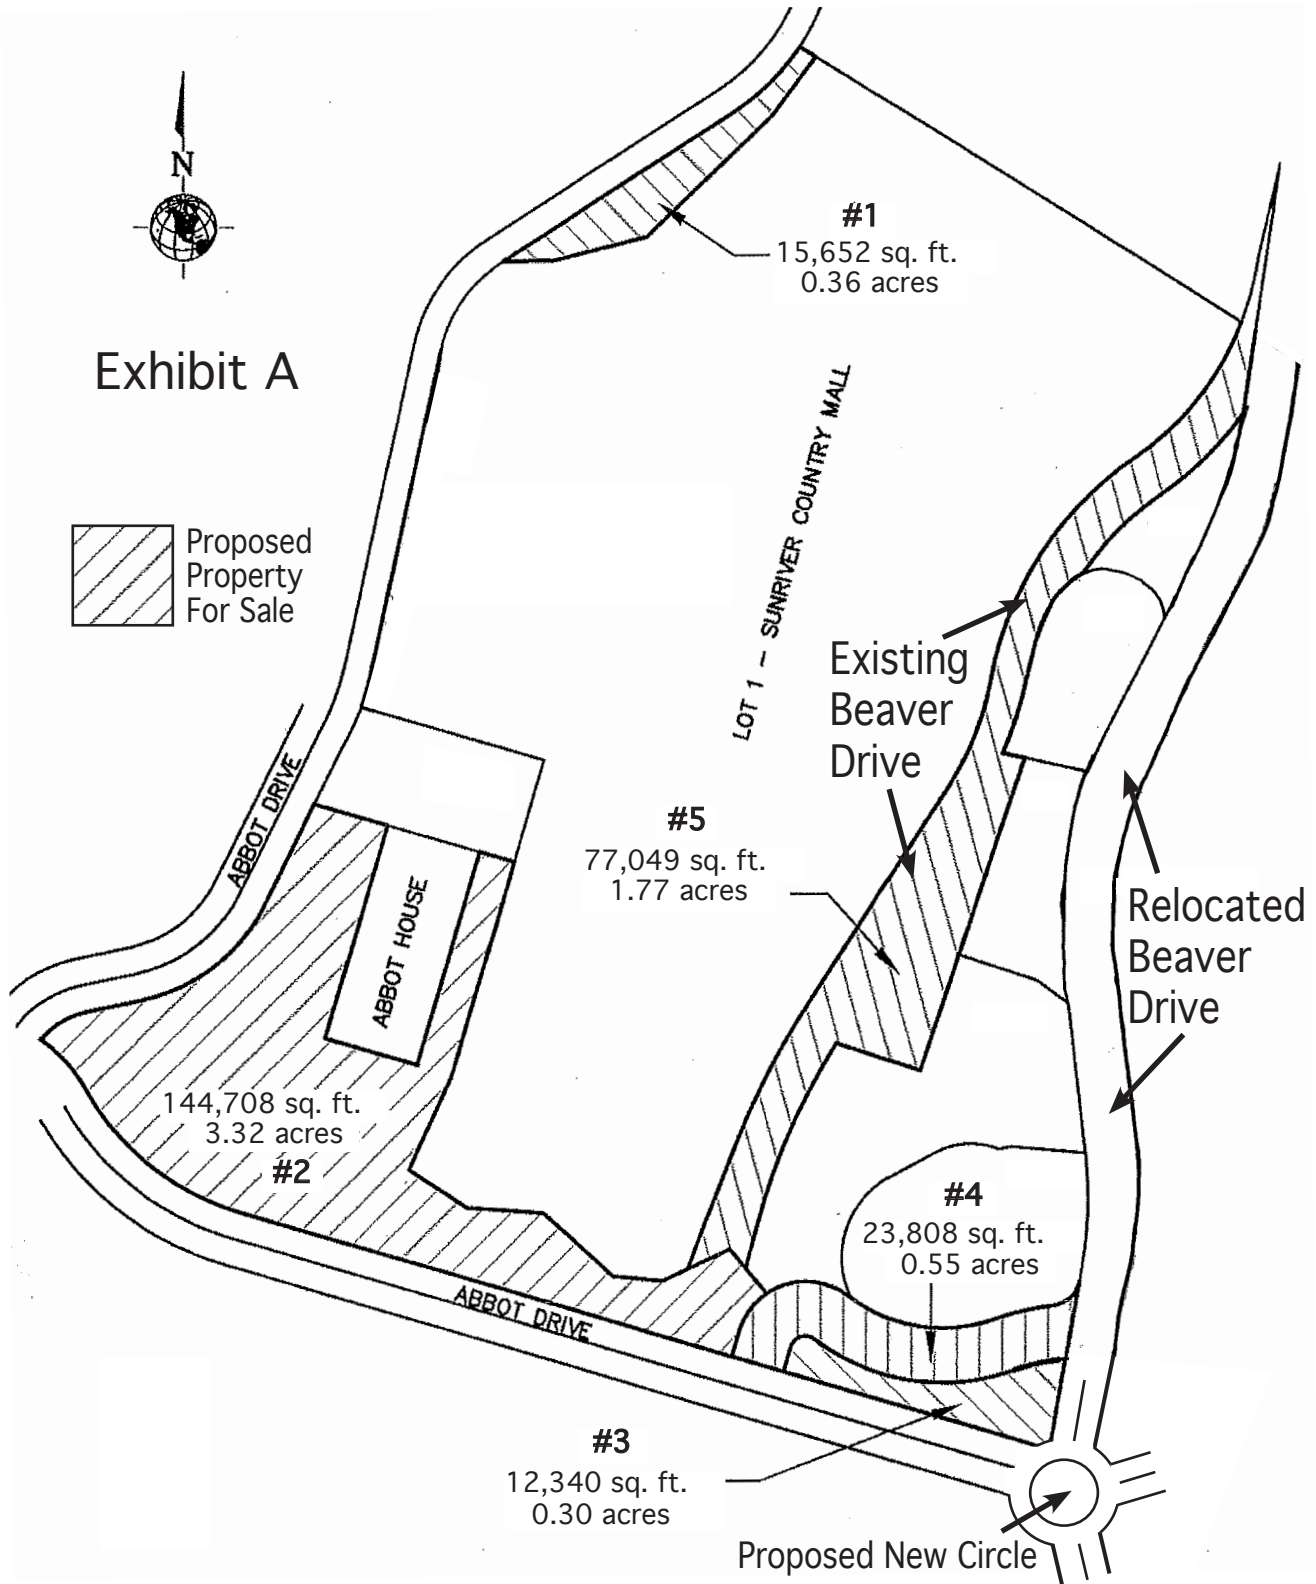 N
#1
15,652 sq. ft.
0.36 acres
Exhibit A
LOT 1 - SUNRIVER COUNTRY MALL
Proposed
Property
For Sale
Existing
Beaver
Drive
ABBOT DRIVE
#5
77,049 sq. ft.
1.77 acres
ABBOT HOUSE
Relocated
Beaver
Drive
144,708 sq. ft.
3.32 acres
#2
#4
23,808 sq. ft.
0.55 acres
ABBOT DRIVE
#3
12,340 sq. ft.
0.30 acres
Proposed New Circle